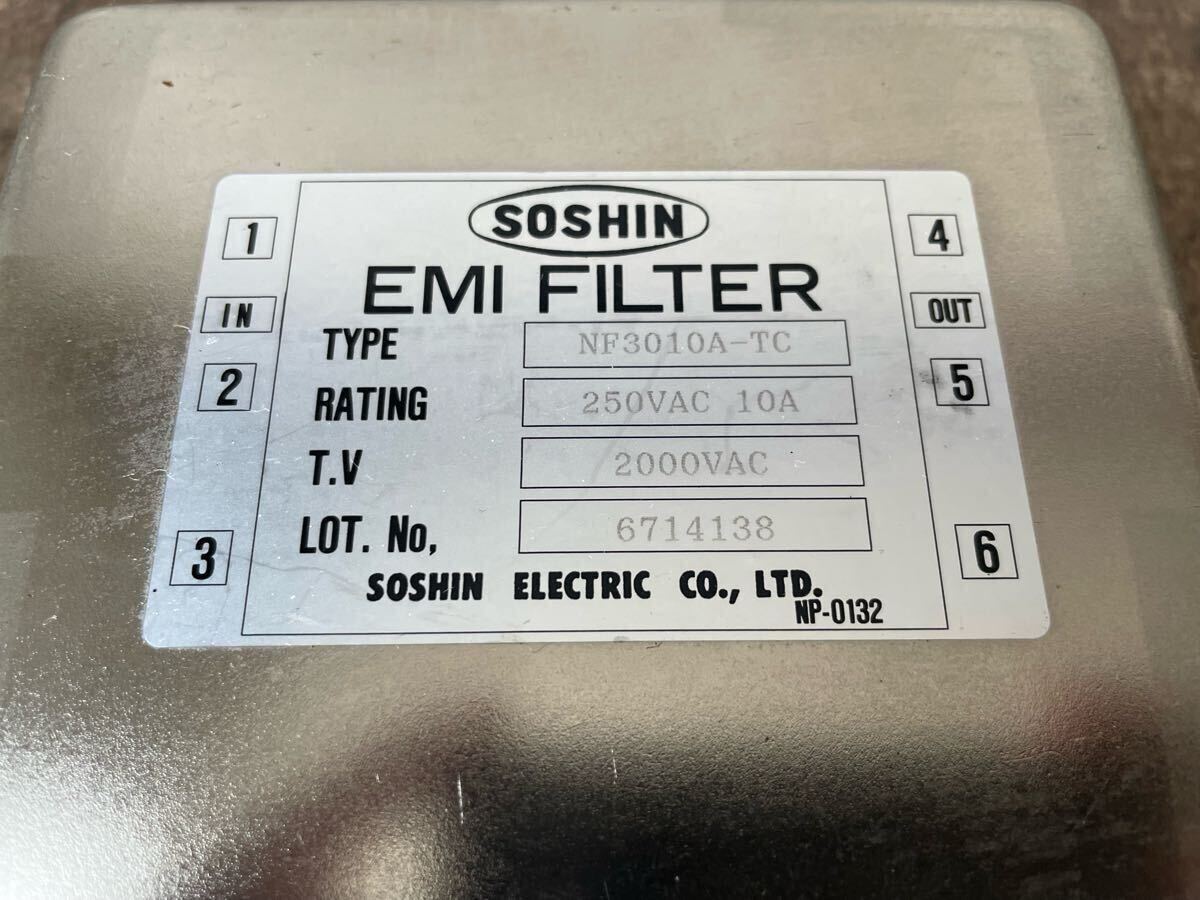 SOSHIN
EMI FILTER
1
4
IN
OUT
TYPE NF3010A-TC
2
5
RATING 250VAC 10A
T.V 2000VAC
LOT. No, 6714138
3
6
SOSHIN ELECTRIC CO., LTD.
NP-0132